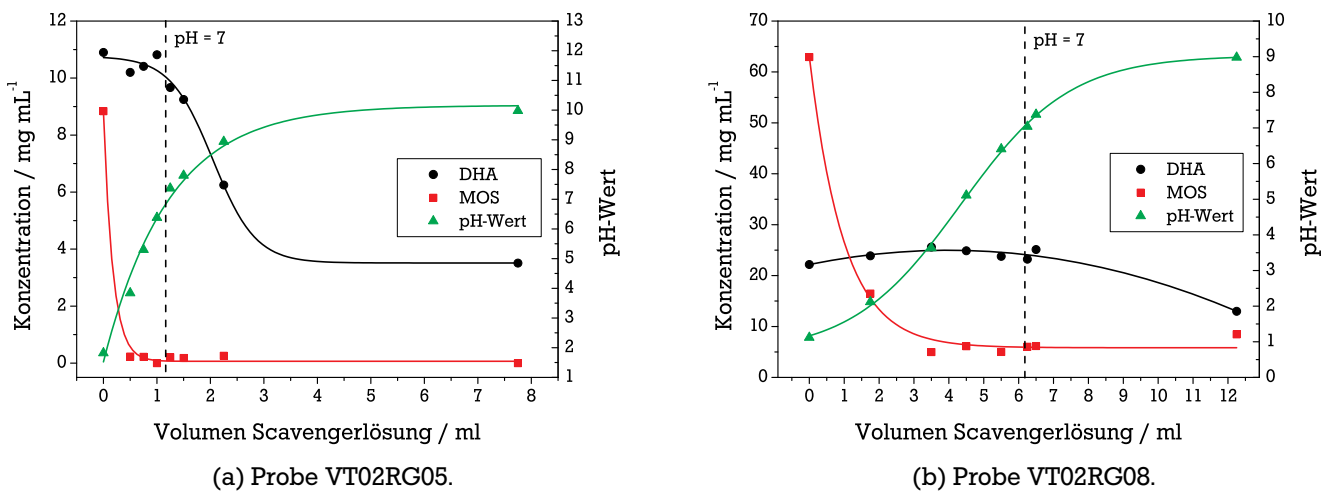 12
10
8
6
4
2
0
Konzentration / mg mL⁻¹
pH = 7
DHA
MOS
pH-Wert
13
12
11
10
9
8
7
6
5
4
3
2
1
pH-Wert
0 1 2 3 4 5 6 7 8
Volumen Scavengerlösung / ml
(a) Probe VT02RG05.
70
60
50
40
30
20
10
0
Konzentration / mg mL⁻¹
pH = 7
DHA
MOS
pH-Wert
10
9
8
7
6
5
4
3
2
1
0
pH-Wert
0 1 2 3 4 5 6 7 8 9 10 11 12
Volumen Scavengerlösung / ml
(b) Probe VT02RG08.